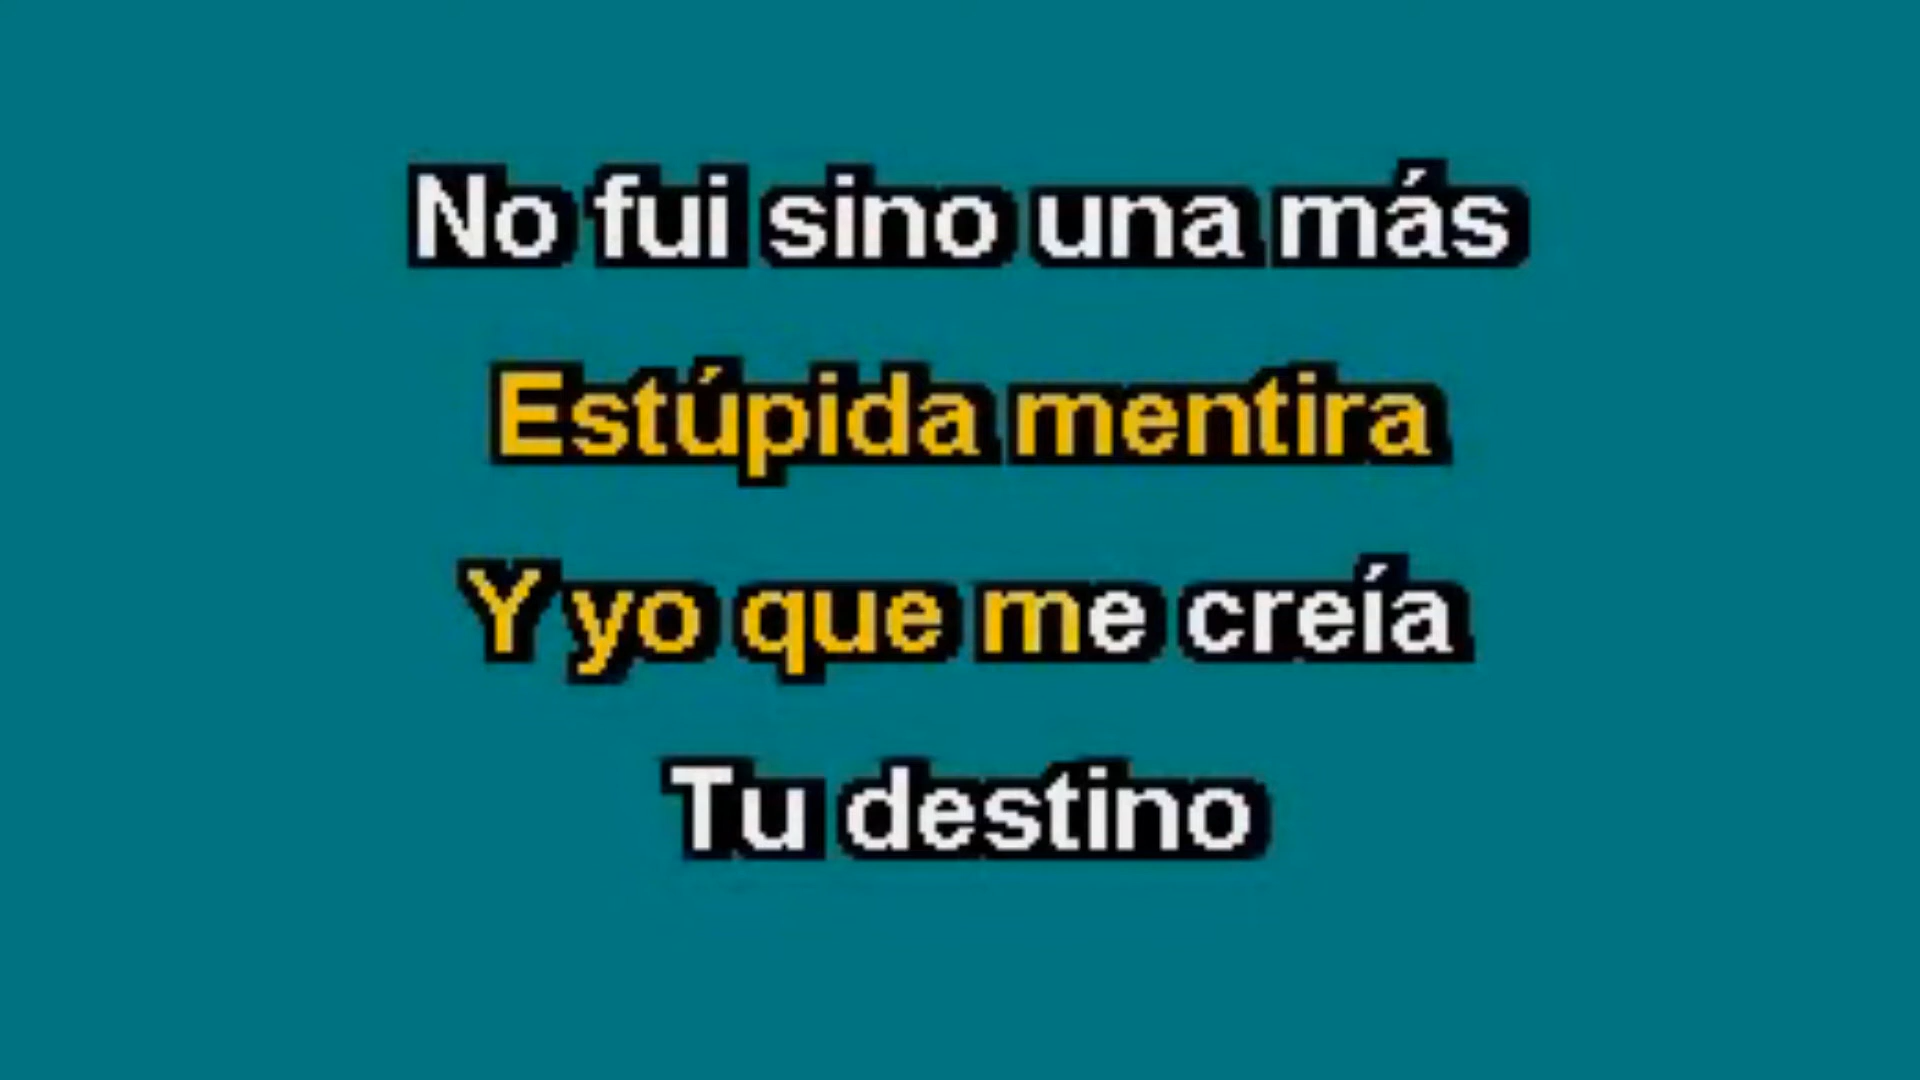 No fui sino una más
Estúpida mentira
Y yo que me creía
Tu destino